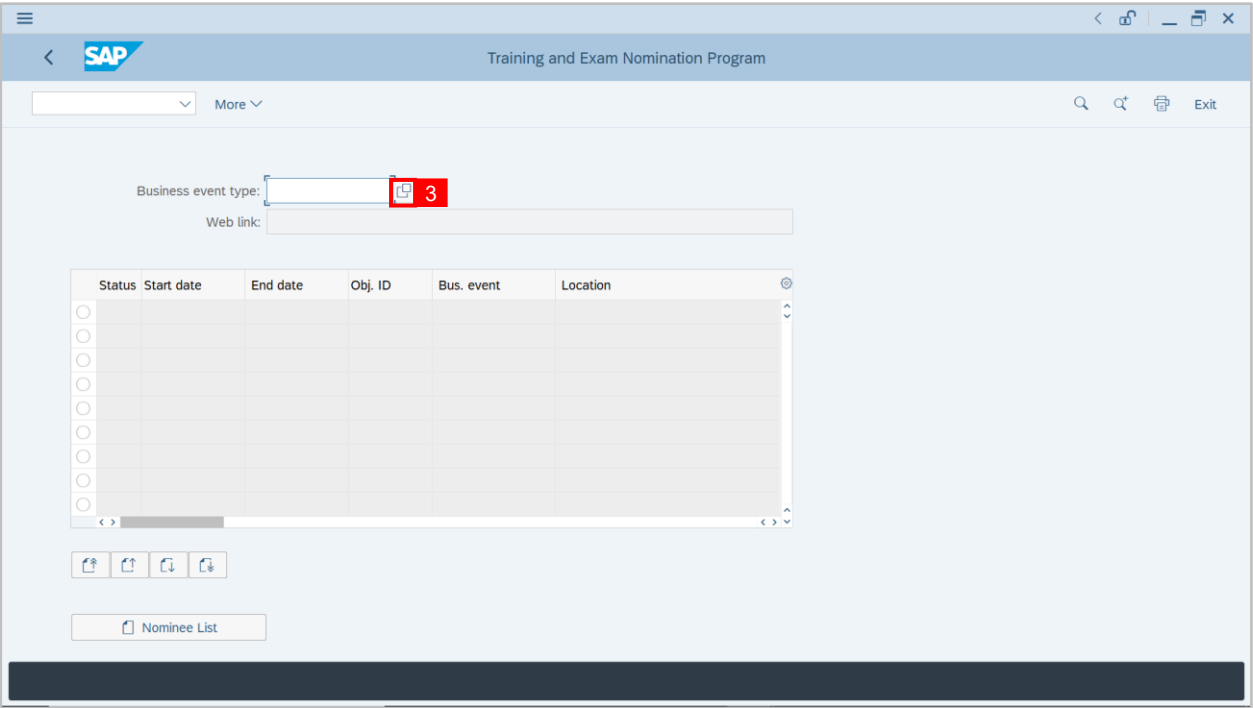 SAP
Training and Exam Nomination Program
More
Exit
Business event type:
3
Web link:
Status Start date End date Obj. ID Bus. event Location
Nominee List